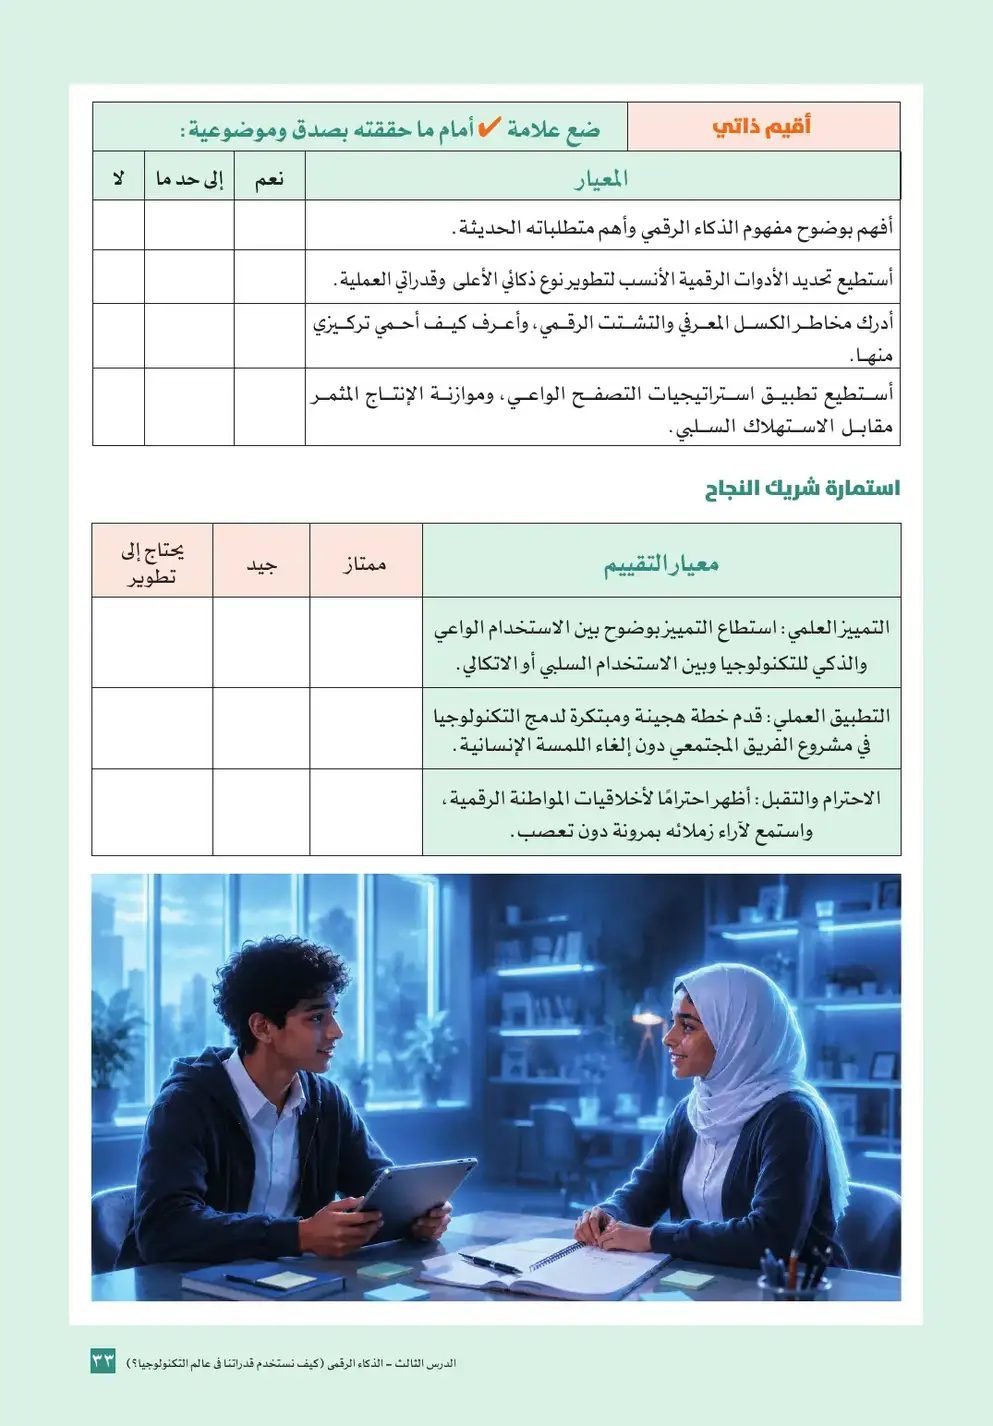 أقيم ذاتي
ضع علامة ✔ أمام ما حققته بصدق وموضوعية:
المعيار
نعم
إلى حد ما
لا
أفهم بوضوح مفهوم الذكاء الرقمي وأهم متطلباته الحديثة.
أستطيع تحديد الأدوات الرقمية الأنسب لتطوير نوع ذكائي الأعلى وقدراتي العملية.
أدرك مخاطر الكسل المعرفي والتشتت الرقمي، وأعرف كيف أحمي تركيزي
منها.
أستطيع تطبيق استراتيجيات التصفح الواعي، وموازنة الإنتاج المثمر
مقابل الاستهلاك السلبي.
استمارة شريك النجاح
معيار التقييم
ممتاز
جيد
يحتاج إلى
تطوير
التمييز العلمي: استطاع التمييز بوضوح بين الاستخدام الواعي
والذكي للتكنولوجيا وبين الاستخدام السلبي أو الاتكالي.
التطبيق العملي: قدم خطة هجينة ومبتكرة لدمج التكنولوجيا
في مشروع الفريق المجتمعي دون إلغاء اللمسة الإنسانية.
الاحترام والتقبل: أظهر احترامًا لأخلاقيات المواطنة الرقمية،
واستمع لآراء زملائه بمرونة دون تعصب.
الدرس الثالث – الذكاء الرقمى (كيف نستخدم قدراتنا فى عالم التكنولوجيا؟)
٣٣